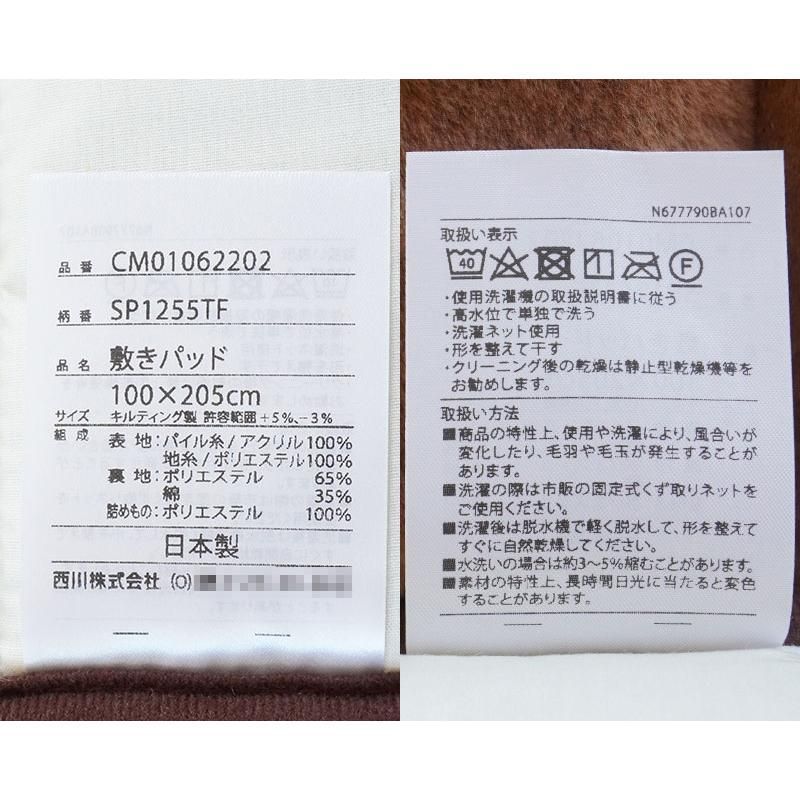 品番 CM01062202
柄番 SP1255TF
品名 敷きパッド
100×205cm
サイズ キルティング製 許容範囲+5%、−3%
組成 表 地:パイル糸/アクリル100%
地糸/ポリエステル100%
裏 地:ポリエステル 65%
綿 35%
詰めもの:ポリエステル 100%
日本製
西川株式会社 (O)
N677790BA107
取扱い表示
40 F
・使用洗濯機の取扱説明書に従う
・高水位で単独で洗う
・洗濯ネット使用
・形を整えて干す
・クリーニング後の乾燥は静止型乾燥機等を
お勧めします。
取扱い方法
■商品の特性上、使用や洗濯により、風合いが
変化したり、毛羽や毛玉が発生することが
あります。
■洗濯の際は市販の固定式くず取りネットを
ご使用ください。
■洗濯後は脱水機で軽く脱水して、形を整えて
すぐに自然乾燥してください。
■水洗いの場合は約3〜5%縮むことがあります。
■素材の特性上、長時間日光に当たると変色
することがあります。